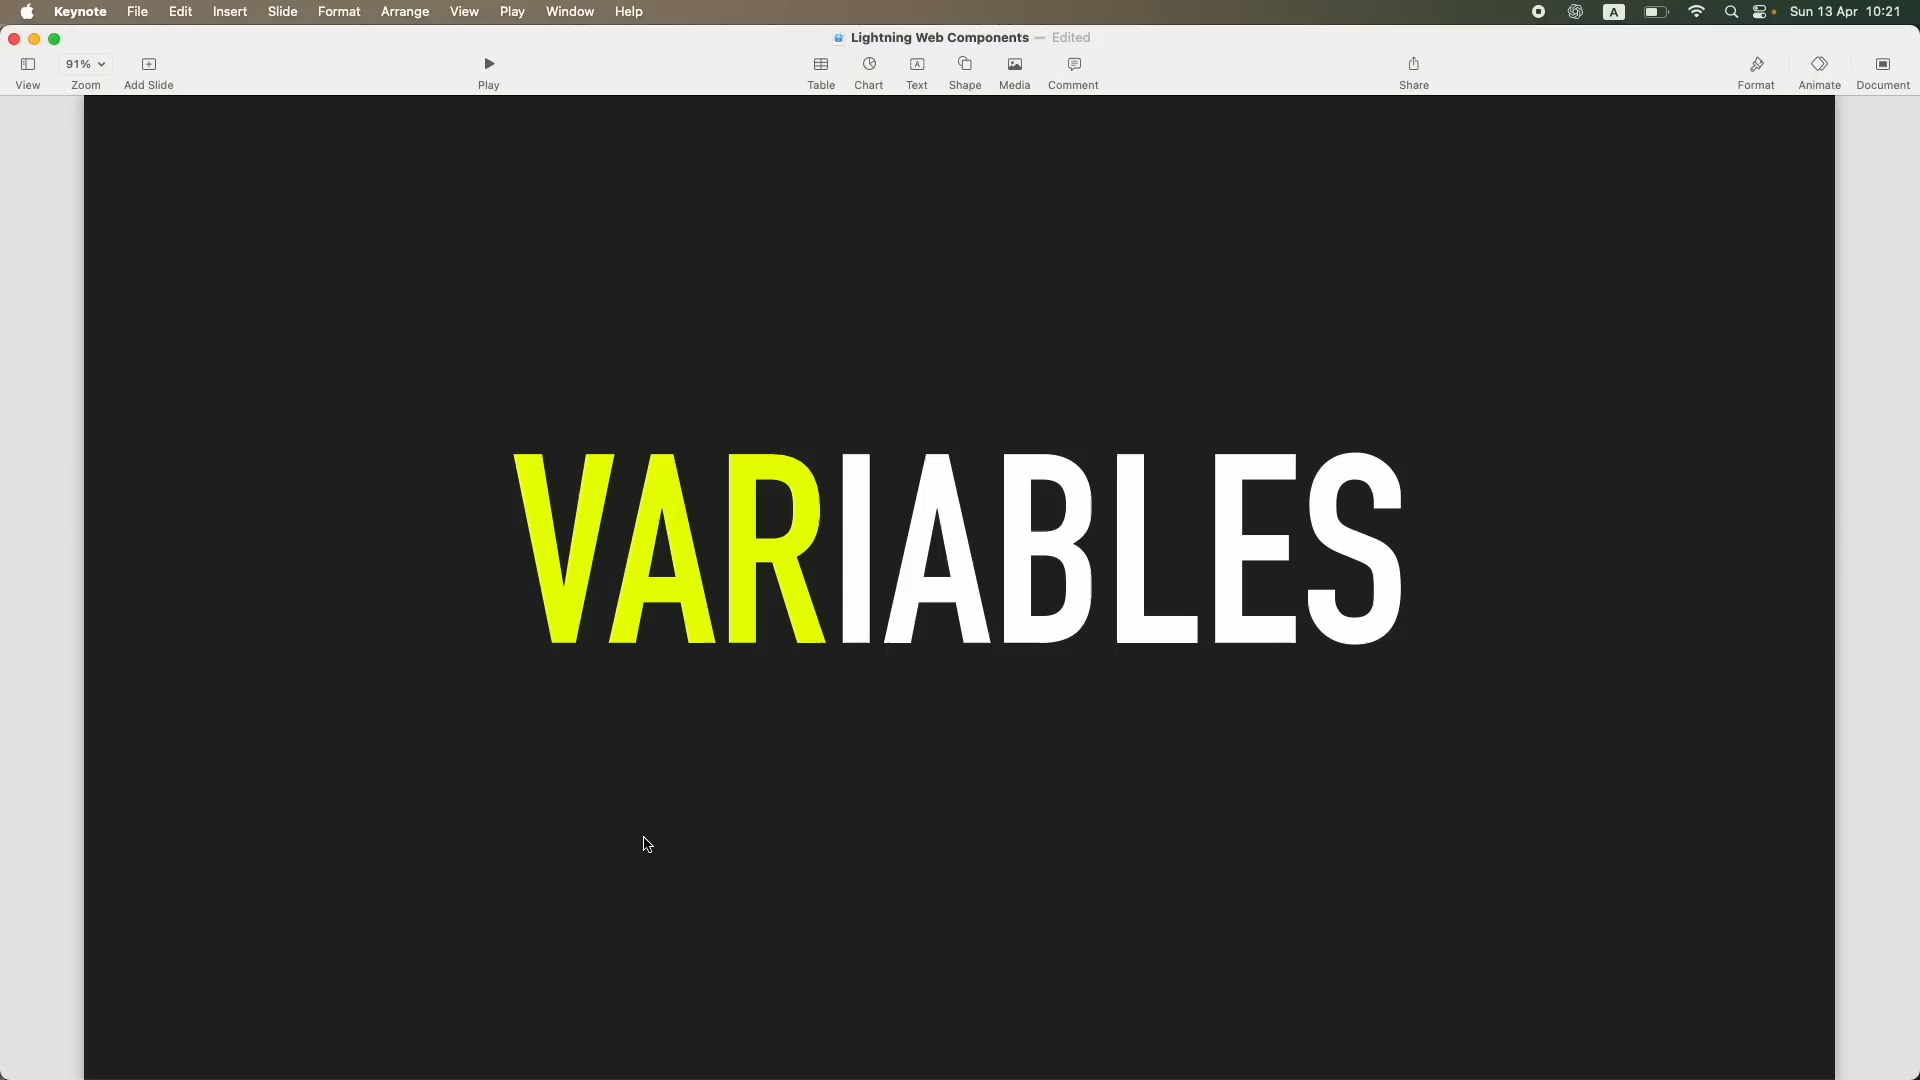 Keynote File Edit Insert Slide Format Arrange View Play Window Help A Sun 13 Apr 10:21
Lightning Web Components — Edited
91%
View Zoom Add Slide Play Table Chart Text Shape Media Comment Share Format Animate Document
VARIABLES